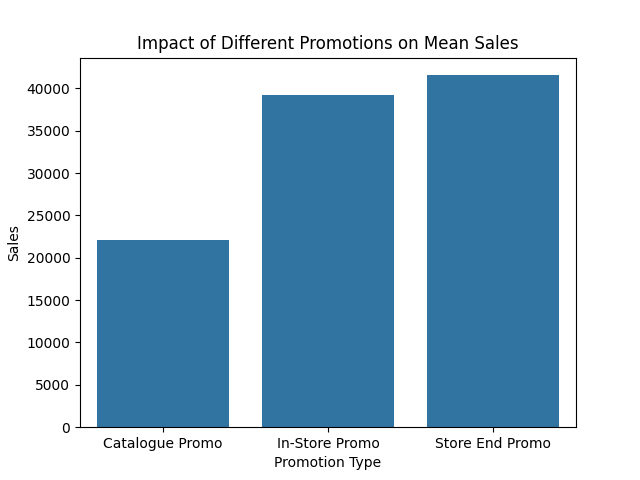 Impact of Different Promotions on Mean Sales
40000
35000
30000
25000
20000
15000
10000
5000
0
Sales
Catalogue Promo
In-Store Promo
Store End Promo
Promotion Type